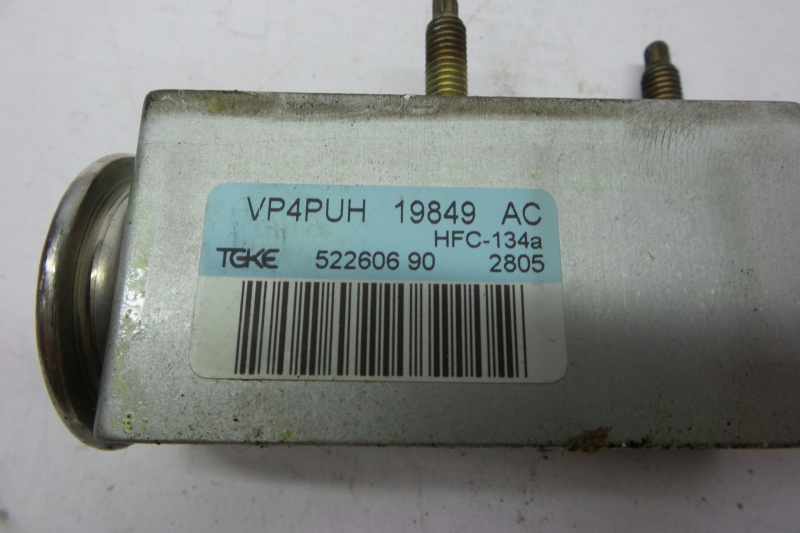 VP4PUH 19849 AC
HFC-134a
TGKE 522606 90 2805